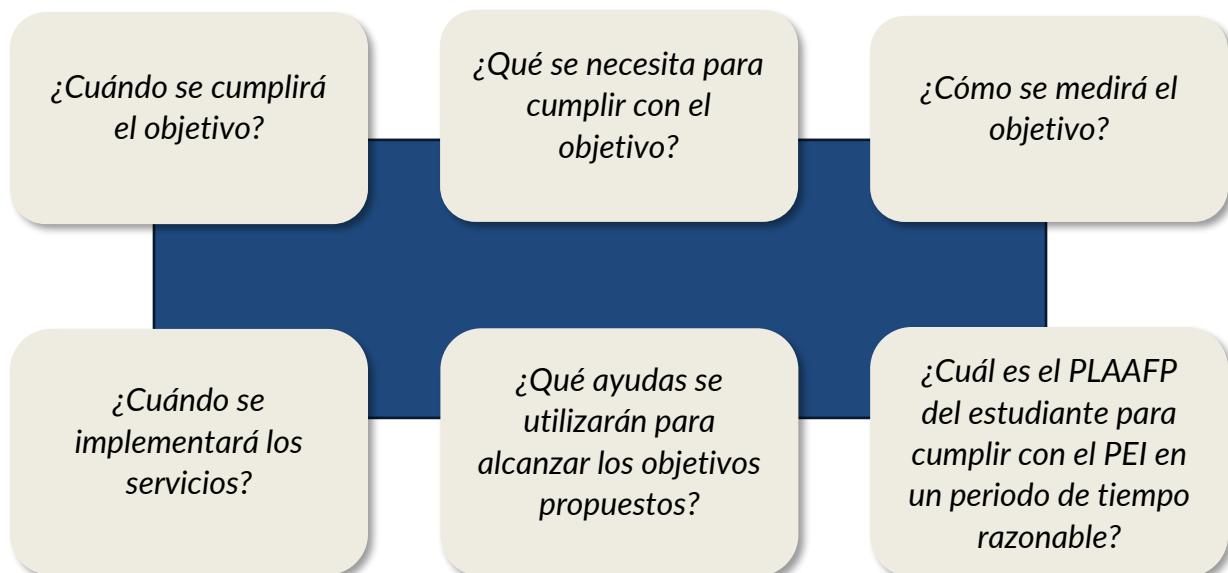 ¿Cuándo se cumplirá
el objetivo?
¿Qué se necesita para
cumplir con el
objetivo?
¿Cómo se medirá el
objetivo?
¿Cuándo se
implementará los
servicios?
¿Qué ayudas se
utilizarán para
alcanzar los objetivos
propuestos?
¿Cuál es el PLAAFP
del estudiante para
cumplir con el PEI en
un periodo de tiempo
razonable?